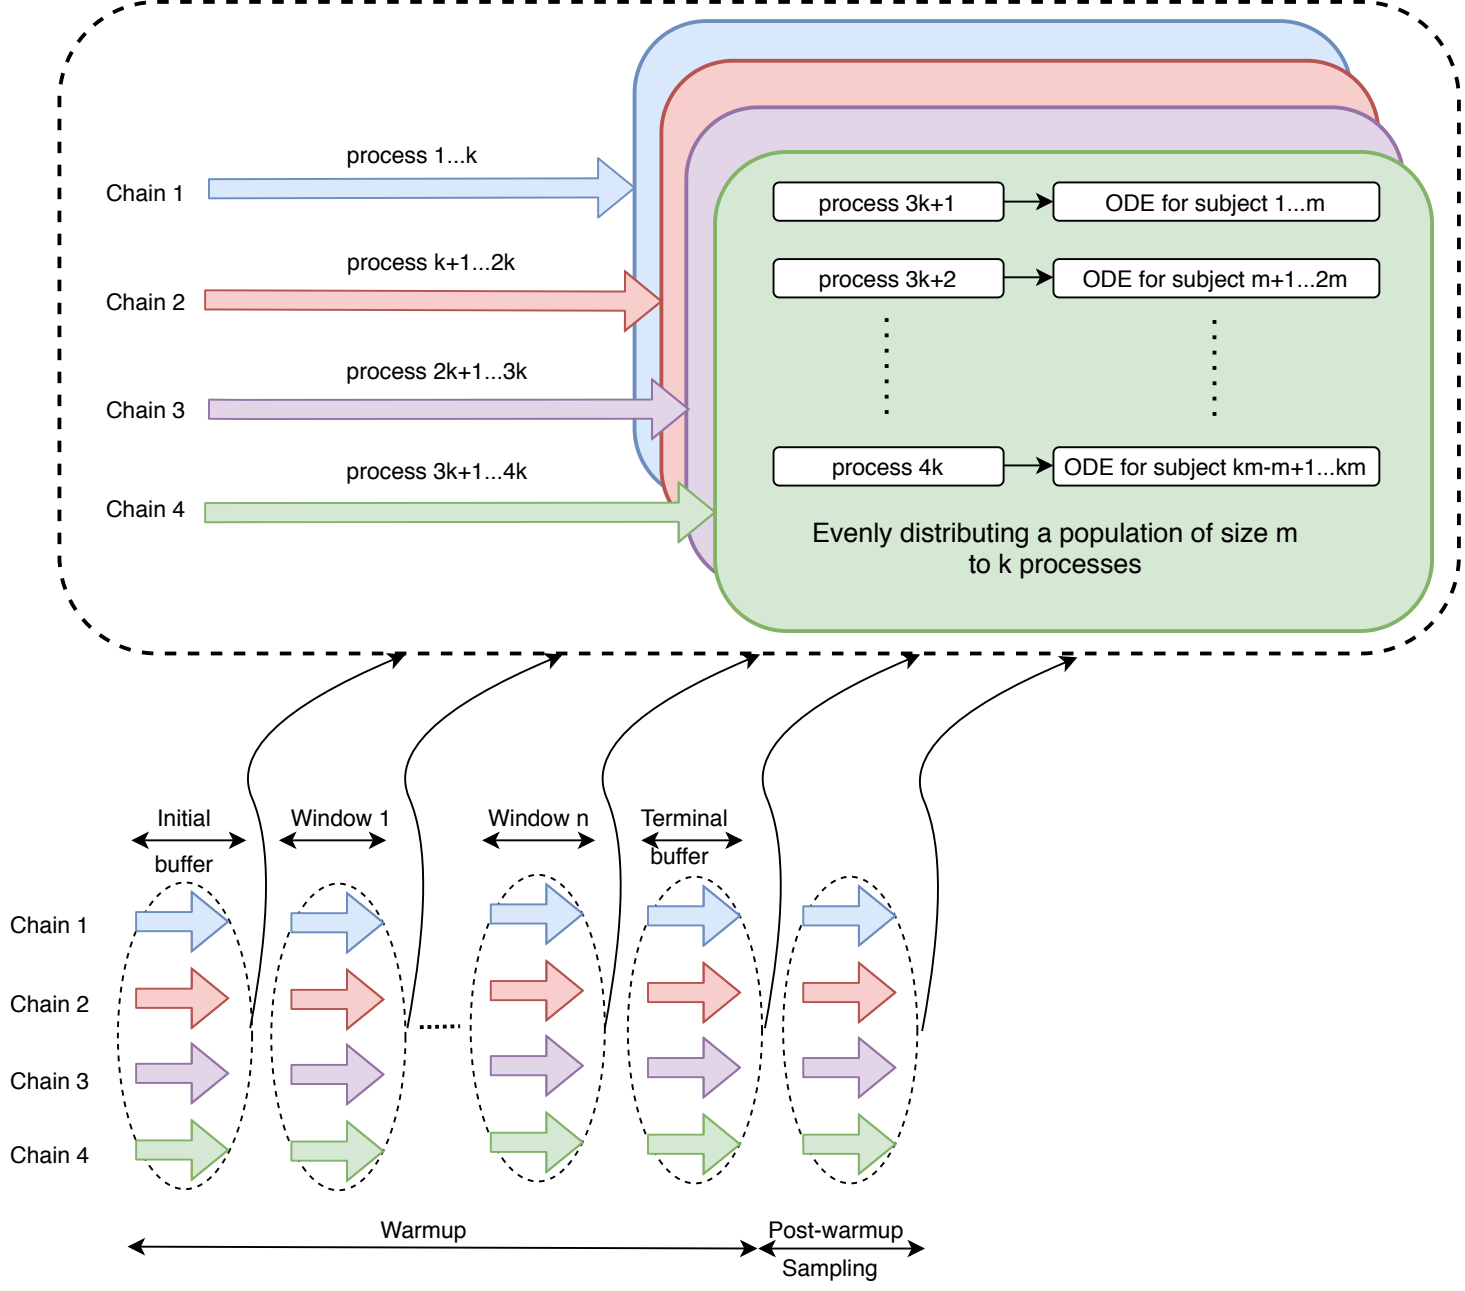 process 1...k
Chain 1
process k+1...2k
Chain 2
process 2k+1...3k
Chain 3
process 3k+1...4k
Chain 4
process 3k+1
ODE for subject 1...m
process 3k+2
ODE for subject m+1...2m
process 4k
ODE for subject km-m+1...km
Evenly distributing a population of size m
to k processes
Initial
buffer
Window 1
Window n
Terminal
buffer
Chain 1
Chain 2
Chain 3
Chain 4
Warmup
Post-warmup
Sampling